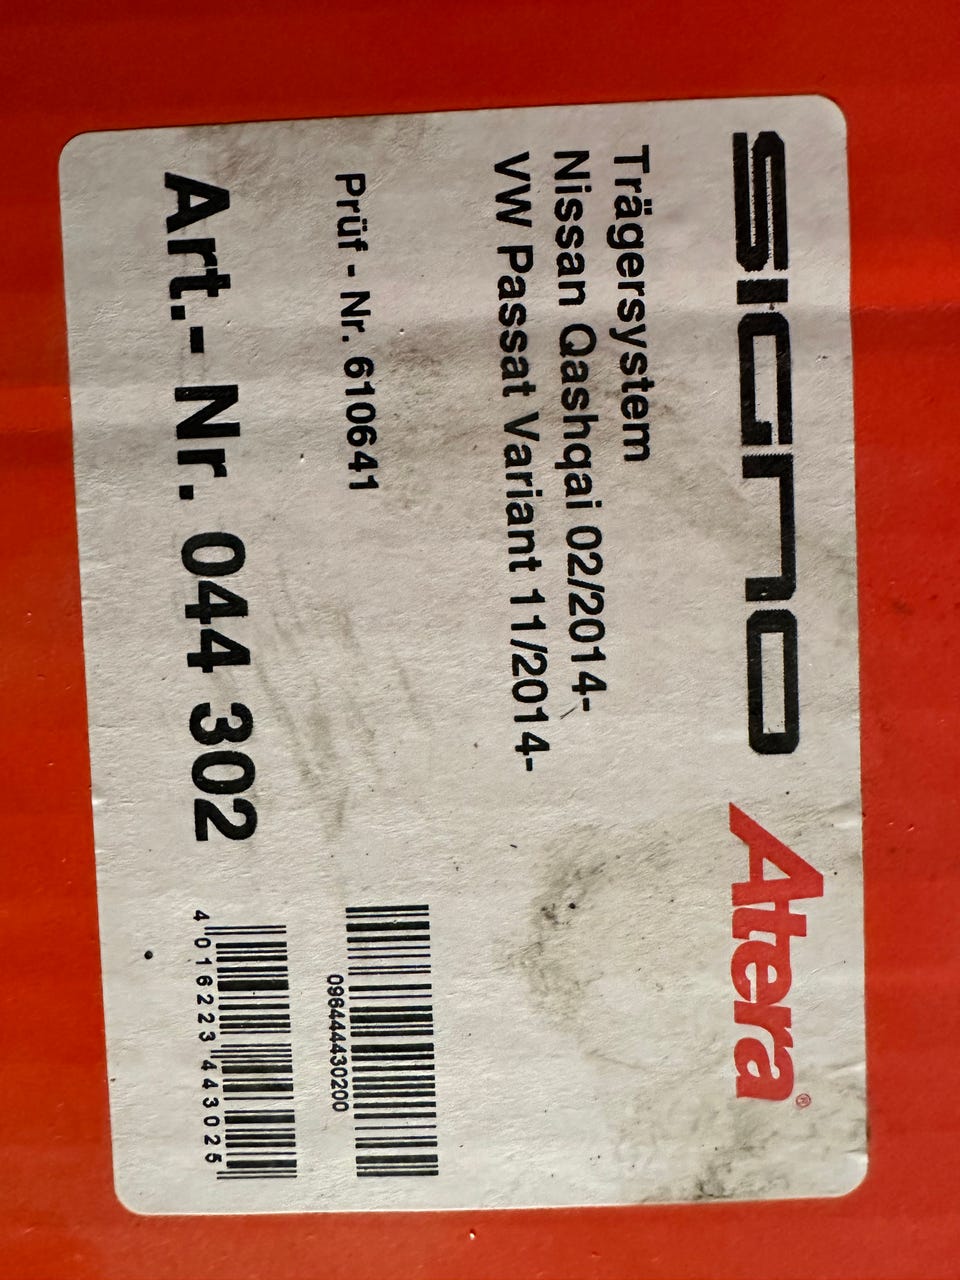 SIGNO Atera®
Trägersystem
Nissan Qashqai 02/2014-
VW Passat Variant 11/2014-
Prüf - Nr. 610641
096444430200
Art.- Nr. 044 302
4 016223 443025